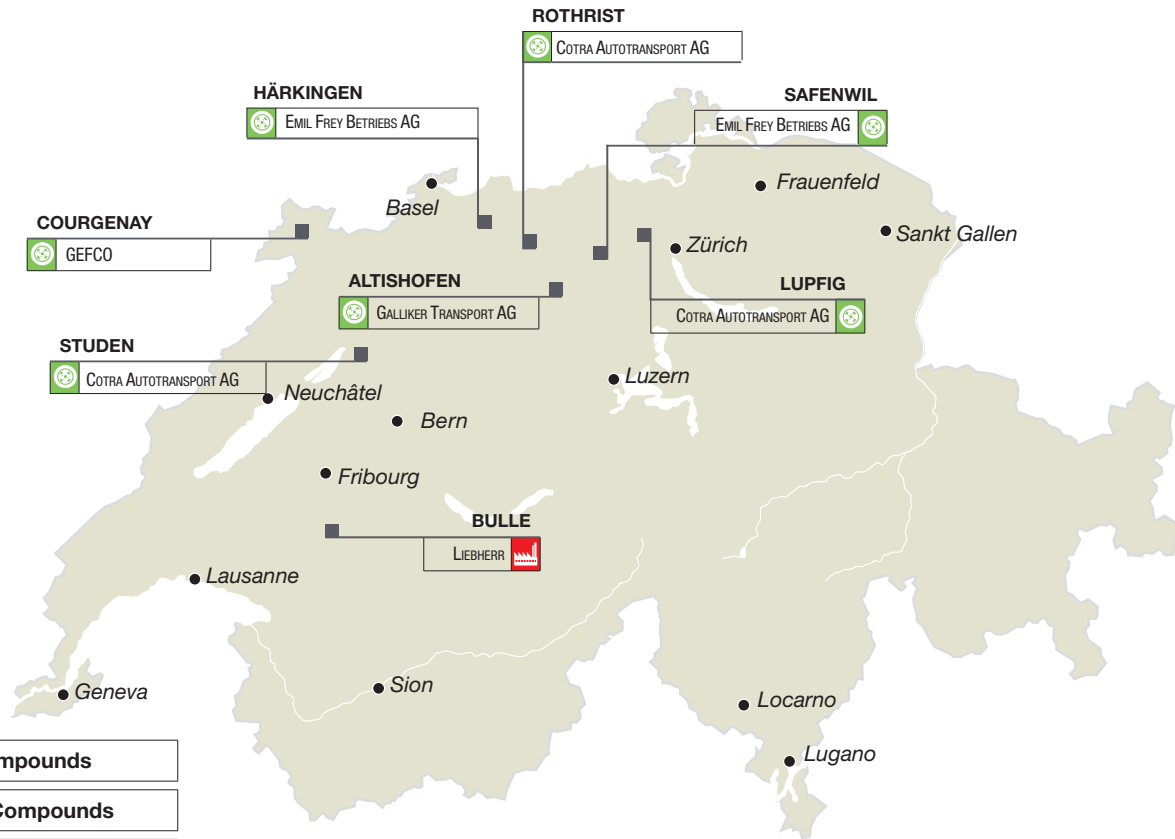 ROTHRIST
COTRA AUTOTRANSPORT AG
HÄRKINGEN
EMIL FREY BETRIEBS AG
SAFENWIL
EMIL FREY BETRIEBS AG
Basel
Frauenfeld
COURGENAY
GEFCO
Zürich
Sankt Gallen
ALTISHOFEN
GALLIKER TRANSPORT AG
LUPFIG
COTRA AUTOTRANSPORT AG
STUDEN
COTRA AUTOTRANSPORT AG
Neuchâtel
Luzern
Bern
Fribourg
BULLE
LIEBHERR
Lausanne
Geneva
Sion
Locarno
Lugano
mpounds
Compounds